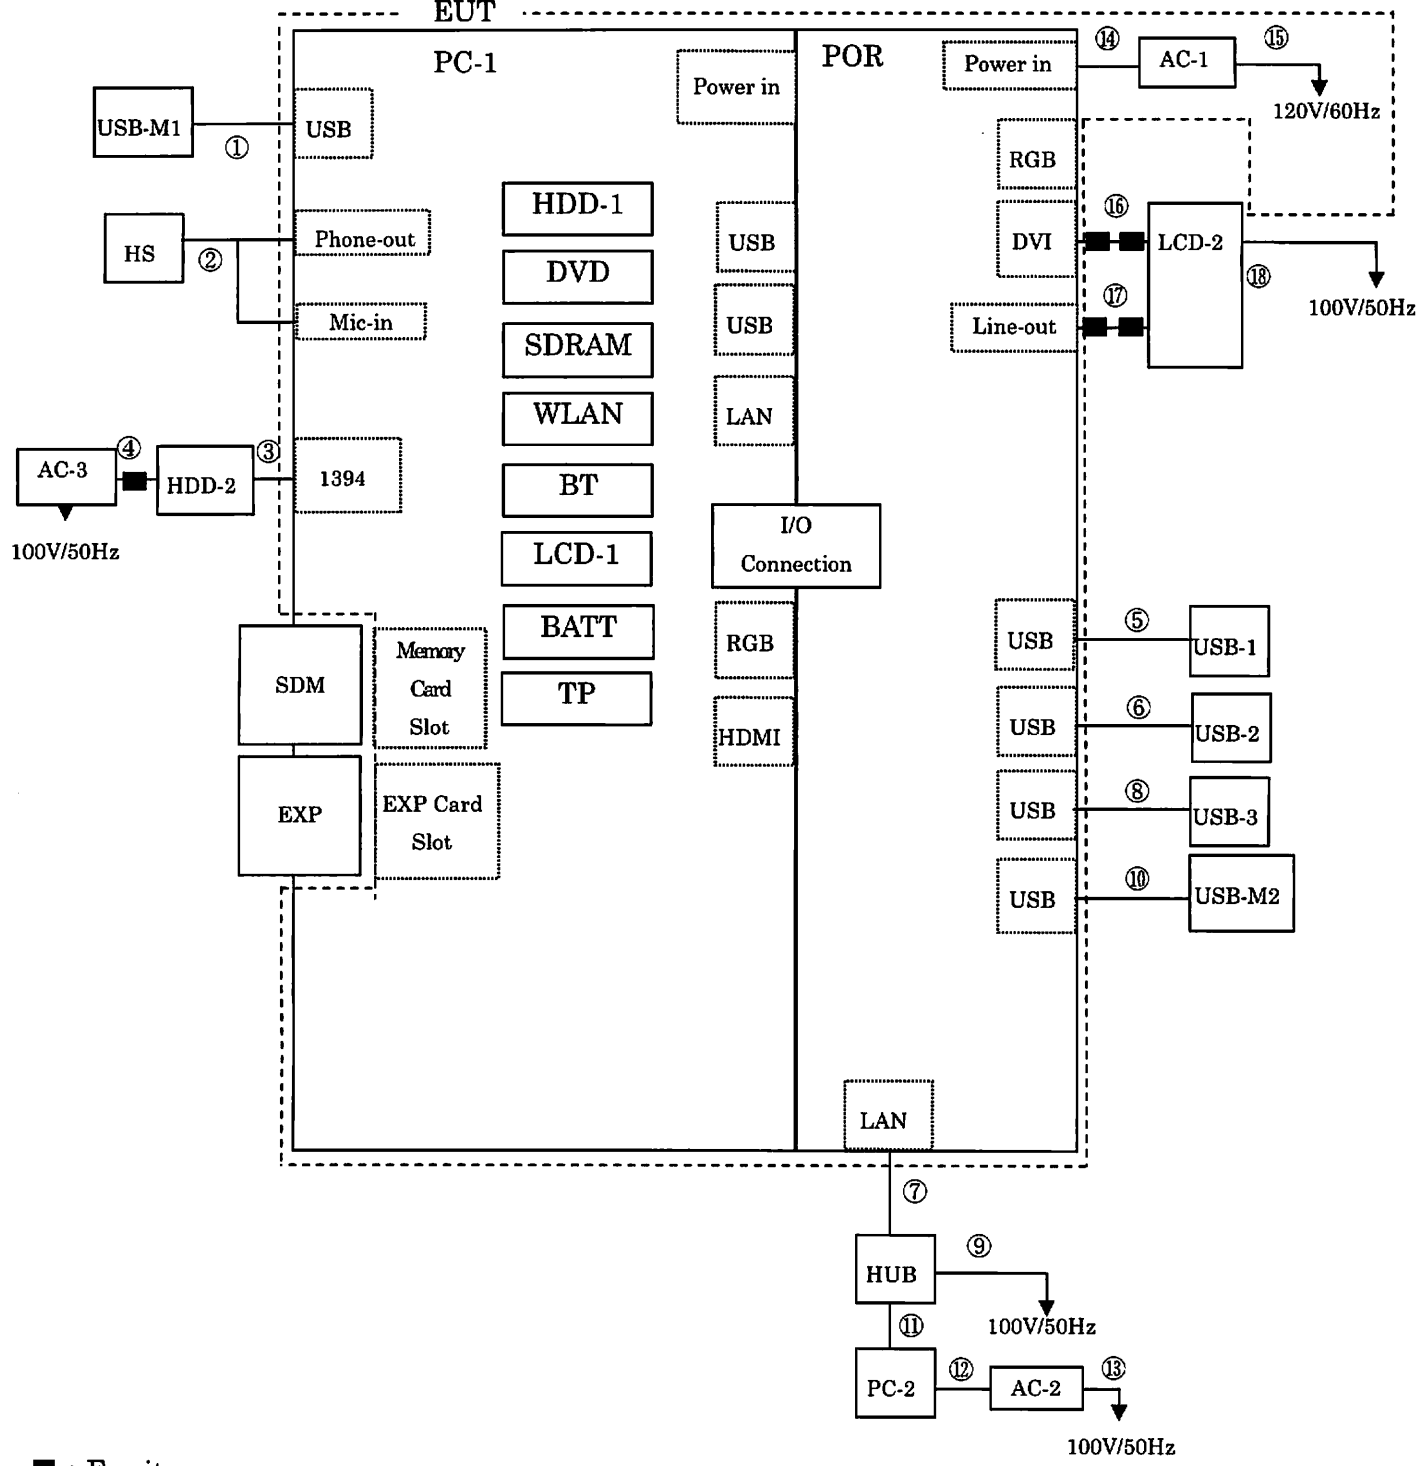 EUT
PC-1
POR
Power in
Power in
⑭
AC-1
⑮
120V/60Hz
USB-M1
①
USB
RGB
HDD-1
HS
②
Phone-out
DVD
USB
DVI
⑯
LCD-2
⑱
100V/50Hz
Mic-in
SDRAM
USB
Line-out
⑰
WLAN
LAN
AC-3
④
HDD-2
③
1394
BT
100V/50Hz
I/O
Connection
LCD-1
BATT
RGB
USB
⑤
USB-1
SDM
Memory
Card
Slot
TP
HDMI
USB
⑥
USB-2
EXP
EXP Card
Slot
USB
⑧
USB-3
USB
⑩
USB-M2
LAN
⑦
HUB
⑨
100V/50Hz
⑪
PC-2
⑫
AC-2
⑬
100V/50Hz